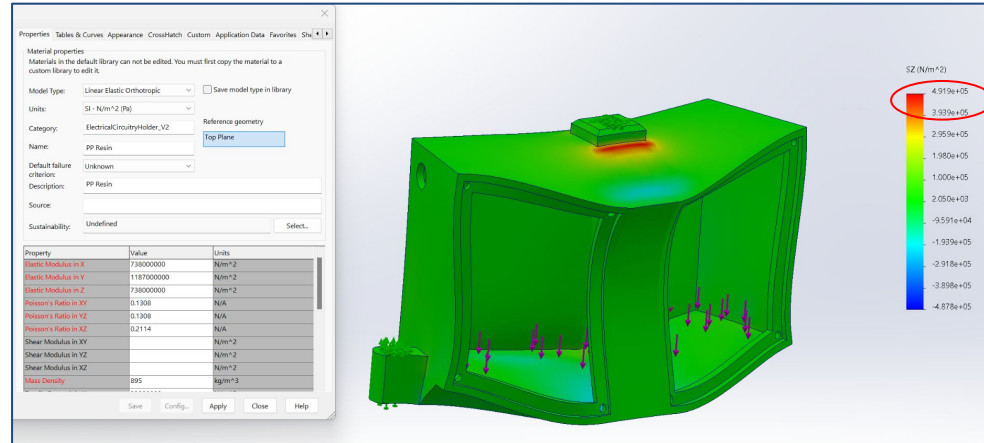 Properties Tables & Curves Appearance CrossHatch Custom Application Data Favorites
Material properties
Materials in the default library can not be edited. You must first copy the material to a
custom library to edit it.
Model Type: Linear Elastic Orthotropic Save model type in library
Units: SI - N/m^2 (Pa)
Reference geometry
Category: ElectricalCircuitryHolder_V2
Top Plane
Name: PP Resin
Default failure
criterion: Unknown
Description: PP Resin
Source:
Sustainability: Undefined Select...
Property Value Units
Elastic Modulus in X 738000000 N/m^2
Elastic Modulus in Y 1187000000 N/m^2
Elastic Modulus in Z 738000000 N/m^2
Poisson's Ratio in XY 0.1308 N/A
Poisson's Ratio in YZ 0.1308 N/A
Poisson's Ratio in XZ 0.2114 N/A
Shear Modulus in XY N/m^2
Shear Modulus in YZ N/m^2
Shear Modulus in XZ N/m^2
Mass Density 895 kg/m^3
Save Config... Apply Close Help
SZ (N/m^2)
4.919e+05
3.939e+05
2.959e+05
1.980e+05
1.000e+05
2.050e+03
-9.591e+04
-1.939e+05
-2.918e+05
-3.898e+05
-4.878e+05